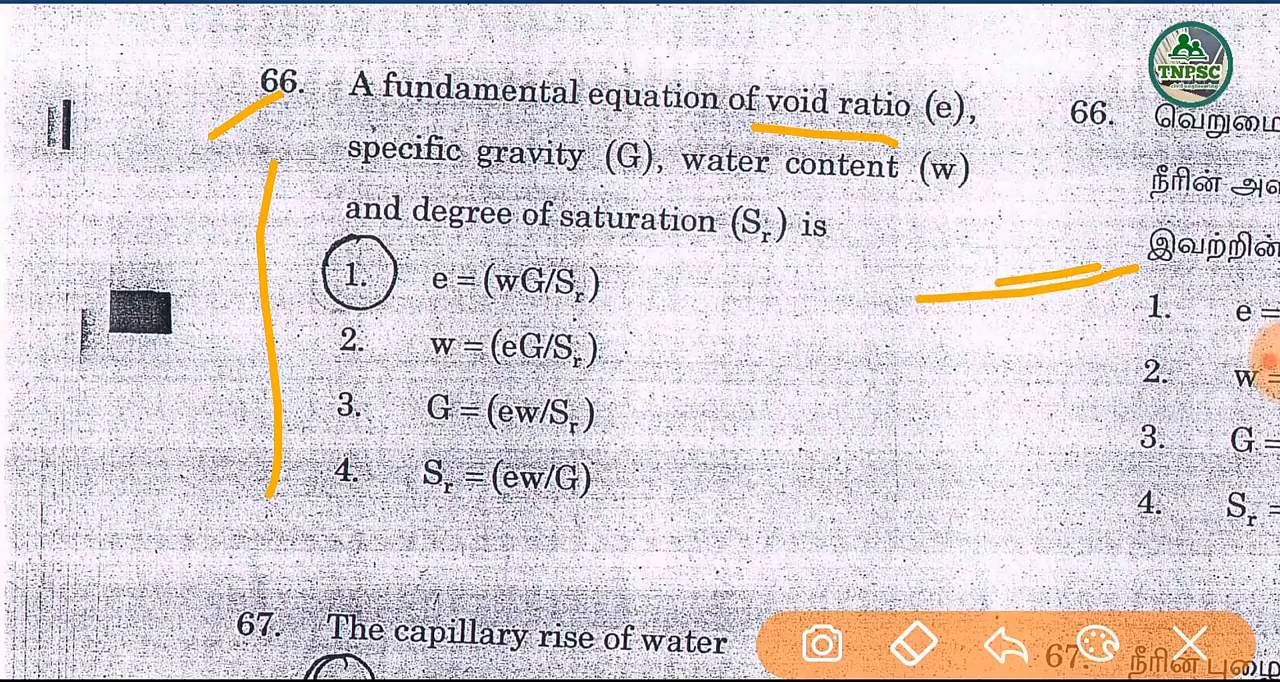 TNPSC
civil engineering
66. A fundamental equation of void ratio (e),
specific gravity (G), water content (w)
and degree of saturation (Sᵣ) is
1. e = (wG/Sᵣ)
2. w = (eG/Sᵣ)
3. G = (ew/Sᵣ)
4. Sᵣ = (ew/G)
67. The capillary rise of water
66.
நீரின்
இவற்றின்
1. e =
2. w =
3. G =
4. Sᵣ =
67. நீரின்